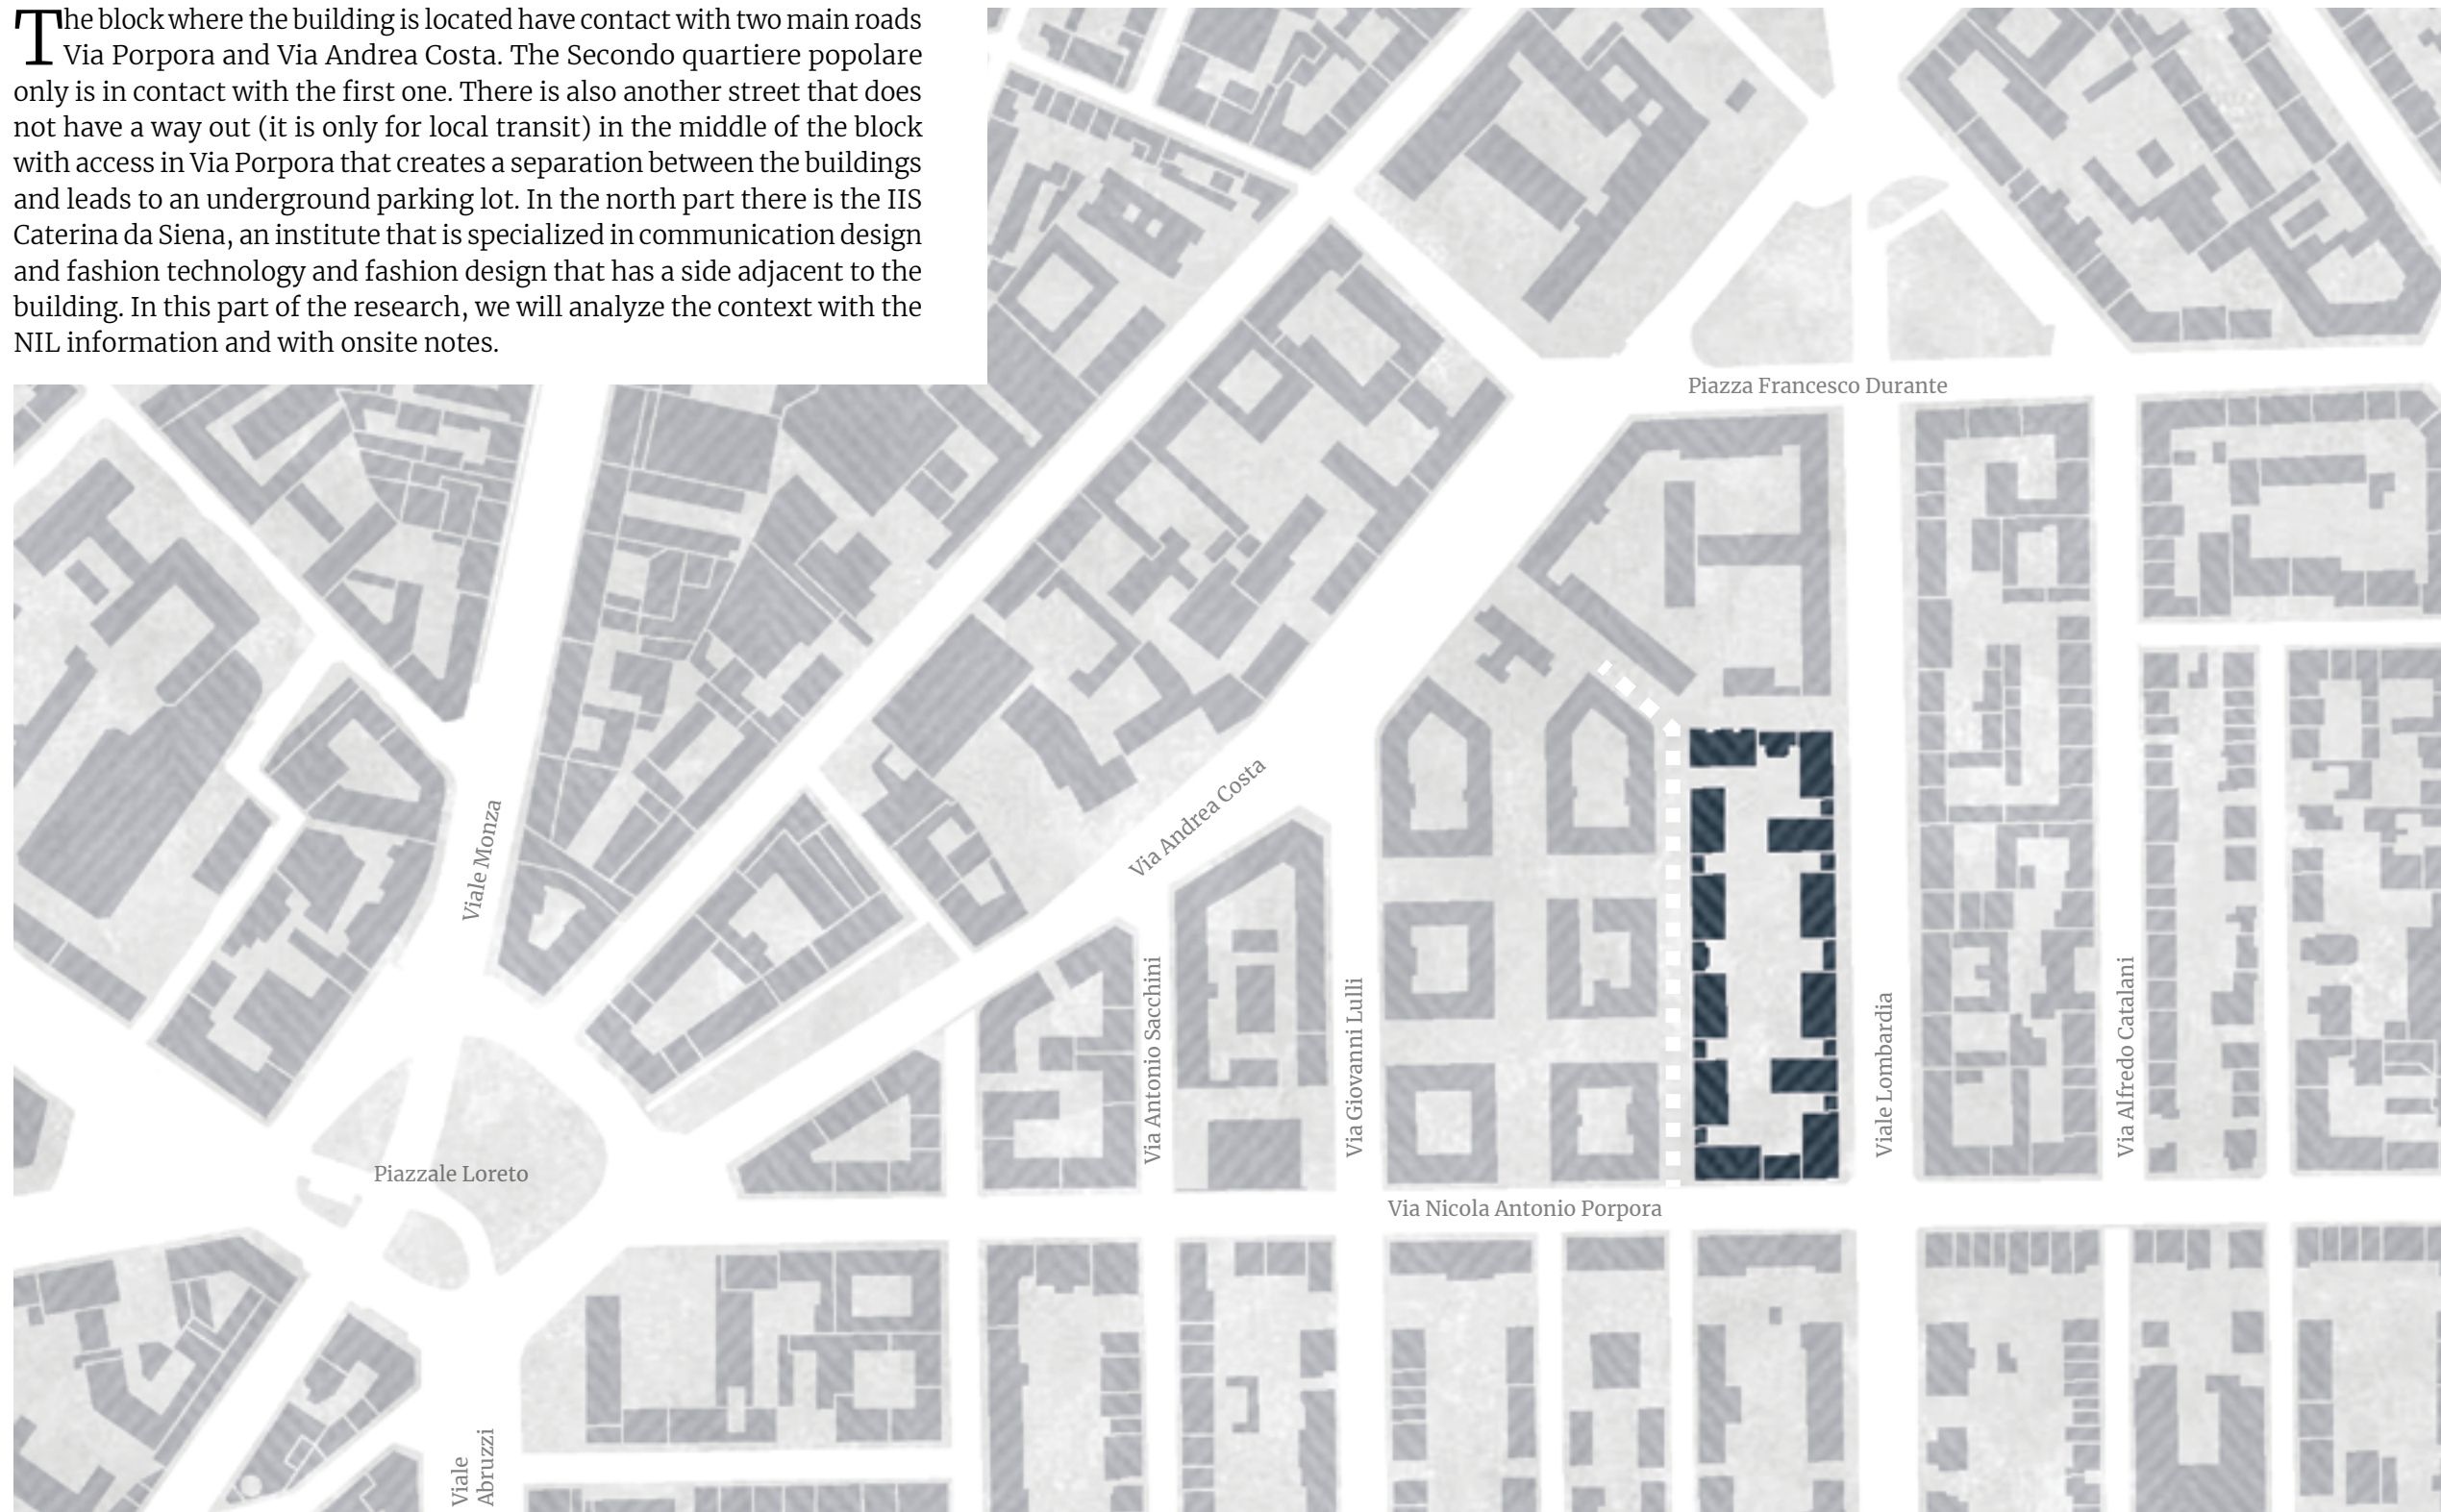 The block where the building is located have contact with two main roads
Via Porpora and Via Andrea Costa. The Secondo quartiere popolare
only is in contact with the first one. There is also another street that does
not have a way out (it is only for local transit) in the middle of the block
with access in Via Porpora that creates a separation between the buildings
and leads to an underground parking lot. In the north part there is the IIS
Caterina da Siena, an institute that is specialized in communication design
and fashion technology and fashion design that has a side adjacent to the
building. In this part of the research, we will analyze the context with the
NIL information and with onsite notes.
Piazza Francesco Durante
Viale Monza
Via Andrea Costa
Via Antonio Sacchini
Via Giovanni Lulli
Viale Lombardia
Via Alfredo Catalani
Piazzale Loreto
Via Nicola Antonio Porpora
Viale
Abruzzi